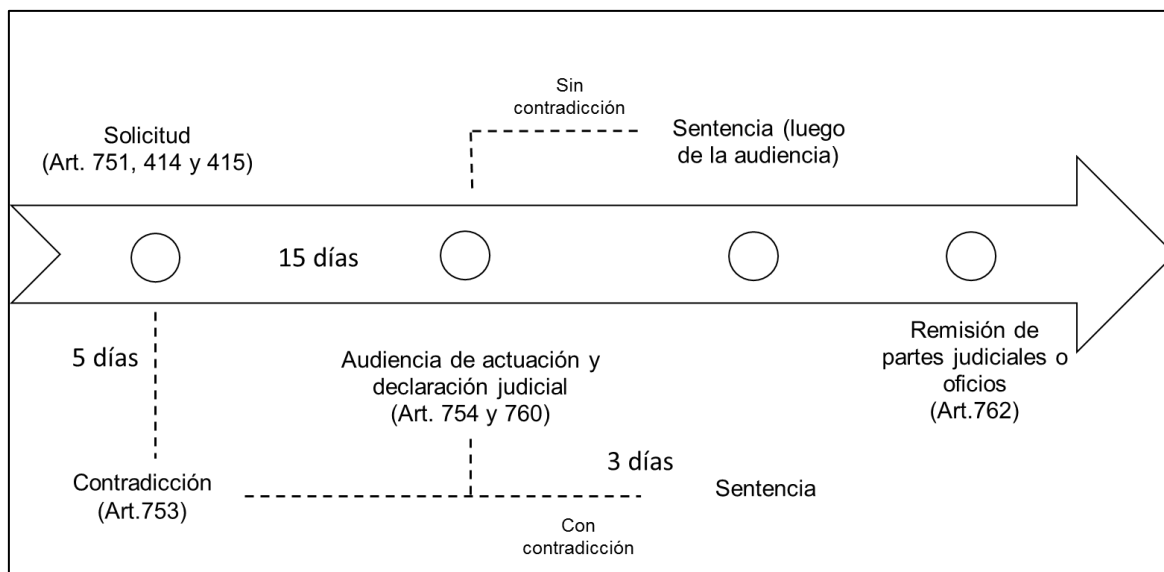 Sin
contradicción
Solicitud
(Art. 751, 414 y 415)
Sentencia (luego
de la audiencia)
15 días
5 días
Audiencia de actuación y
declaración judicial
(Art. 754 y 760)
Remisión de
partes judiciales o
oficios
(Art.762)
3 días
Contradicción
(Art.753)
Sentencia
Con
contradicción